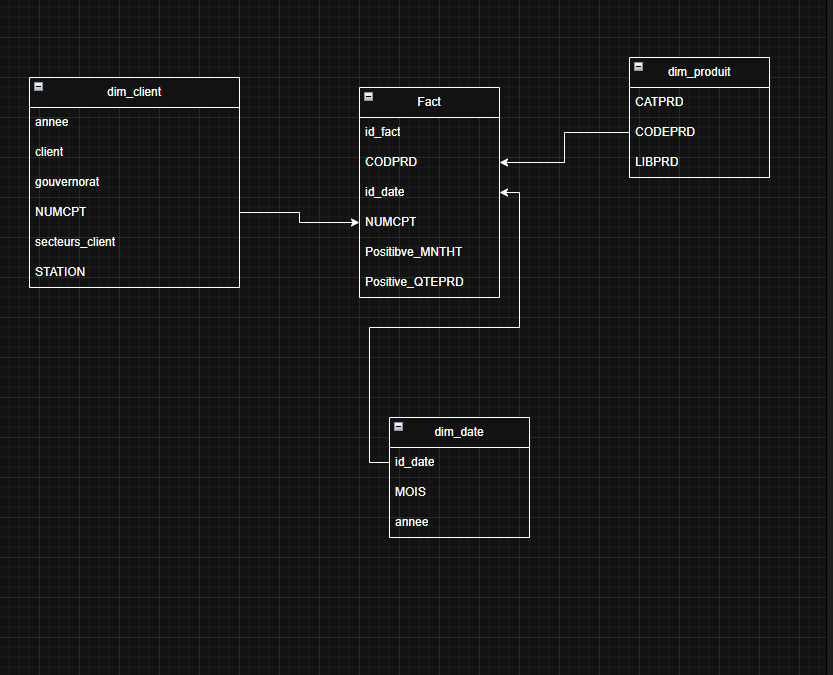 dim_client
annee
client
gouvernorat
NUMCPT
secteurs_client
STATION
Fact
id_fact
CODPRD
id_date
NUMCPT
Positibve_MNTHT
Positive_QTEPRD
dim_produit
CATPRD
CODEPRD
LIBPRD
dim_date
id_date
MOIS
annee